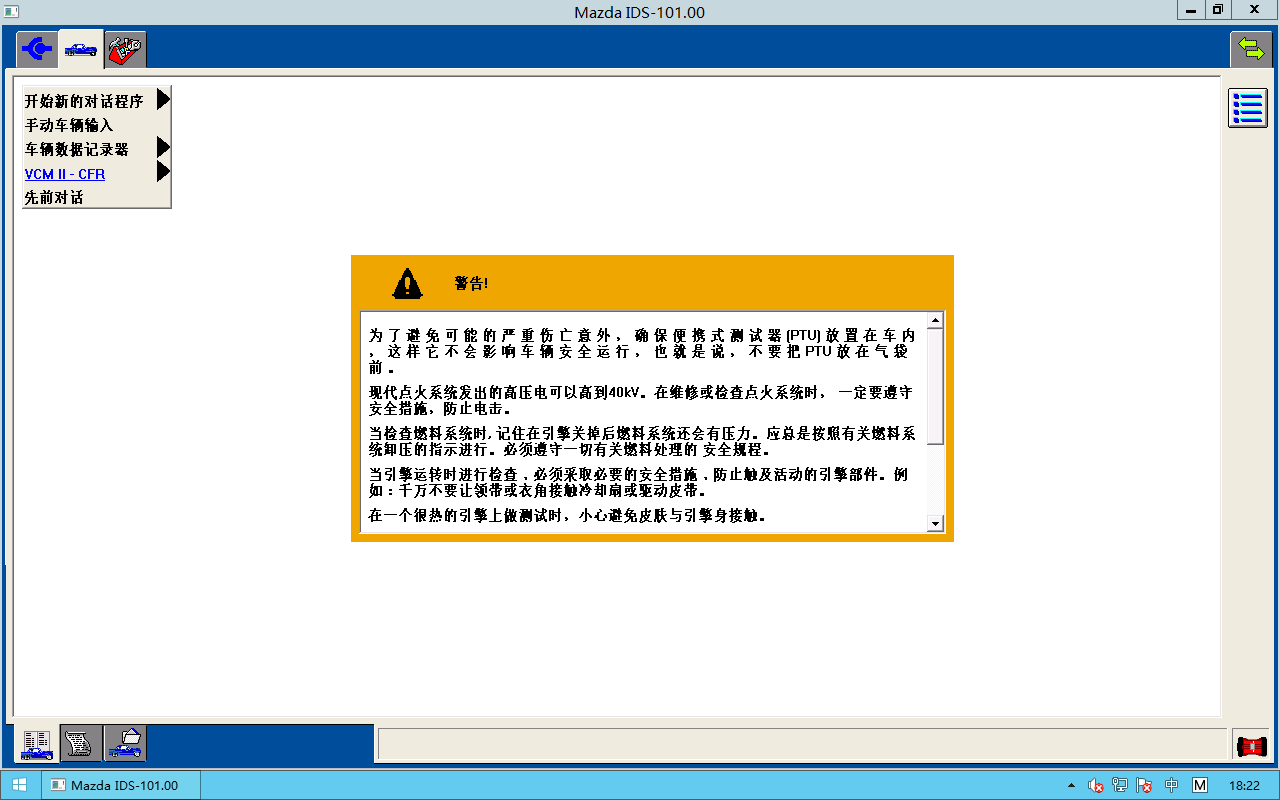 Mazda IDS-101.00
开始新的对话程序
手动车辆输入
车辆数据记录器
VCM II - CFR
先前对话
警告!
为了避免可能的严重伤亡意外，确保便携式测试器(PTU)放置在车内
，这样它不会影响车辆安全运行，也就是说，不要把PTU放在气袋
前。
现代点火系统发出的高压电可以高到40kV。在维修或检查点火系统时， 一定要遵守
安全措施，防止电击。
当检查燃料系统时，记住在引擎关掉后燃料系统还会有压力。应总是按照有关燃料系
统卸压的指示进行。必须遵守一切有关燃料处理的 安全规程。
当引擎运转时进行检查，必须采取必要的安全措施，防止触及活动的引擎部件。例
如：千万不要让领带或衣角接触冷却扇或驱动皮带。
在一个很热的引擎上做测试时，小心避免皮肤与引擎身接触。
Mazda IDS-101.00
中
M
18:22